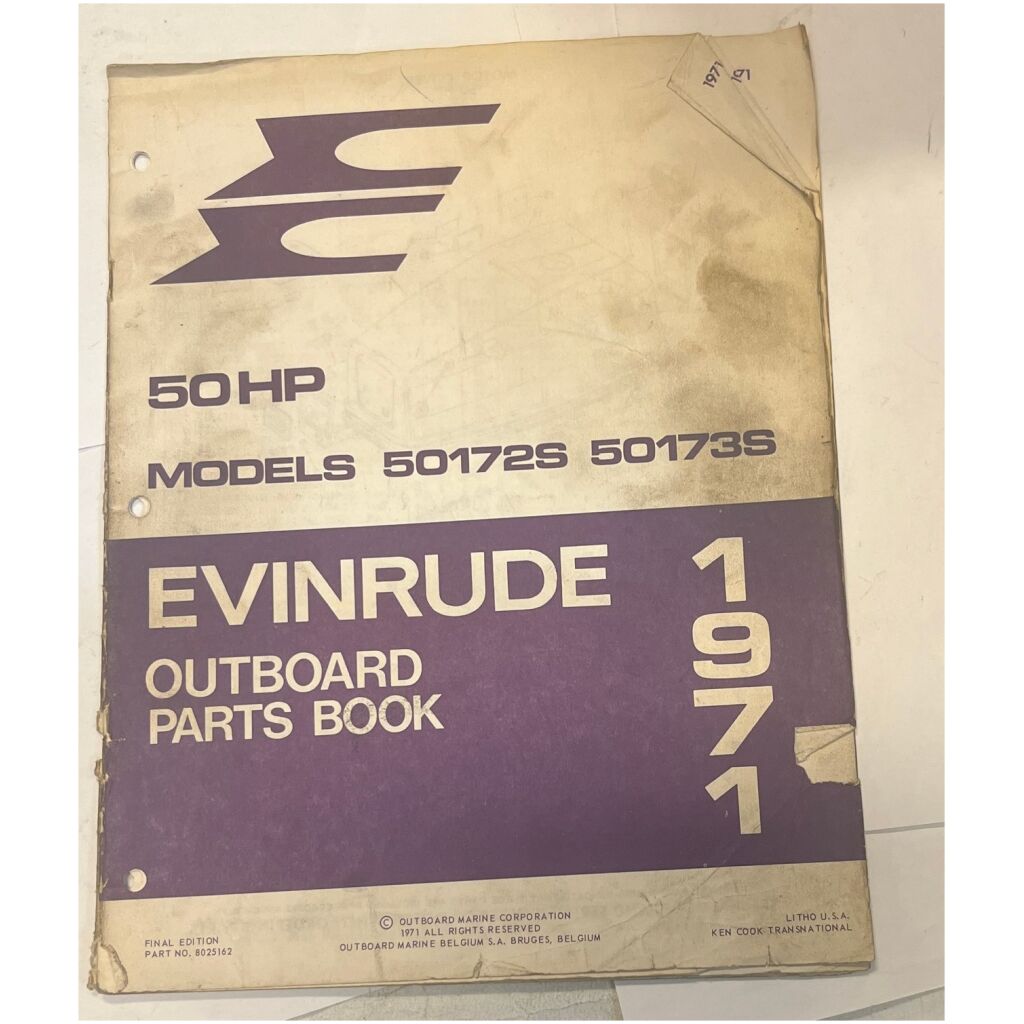 1971
50 HP
MODELS 50172S 50173S
EVINRUDE
OUTBOARD
PARTS BOOK
1
9
7
1
© OUTBOARD MARINE CORPORATION
1971 ALL RIGHTS RESERVED
OUTBOARD MARINE BELGIUM S.A. BRUGES, BELGIUM
FINAL EDITION
PART NO. 8025162
LITHO U.S.A.
KEN COOK TRANSNATIONAL